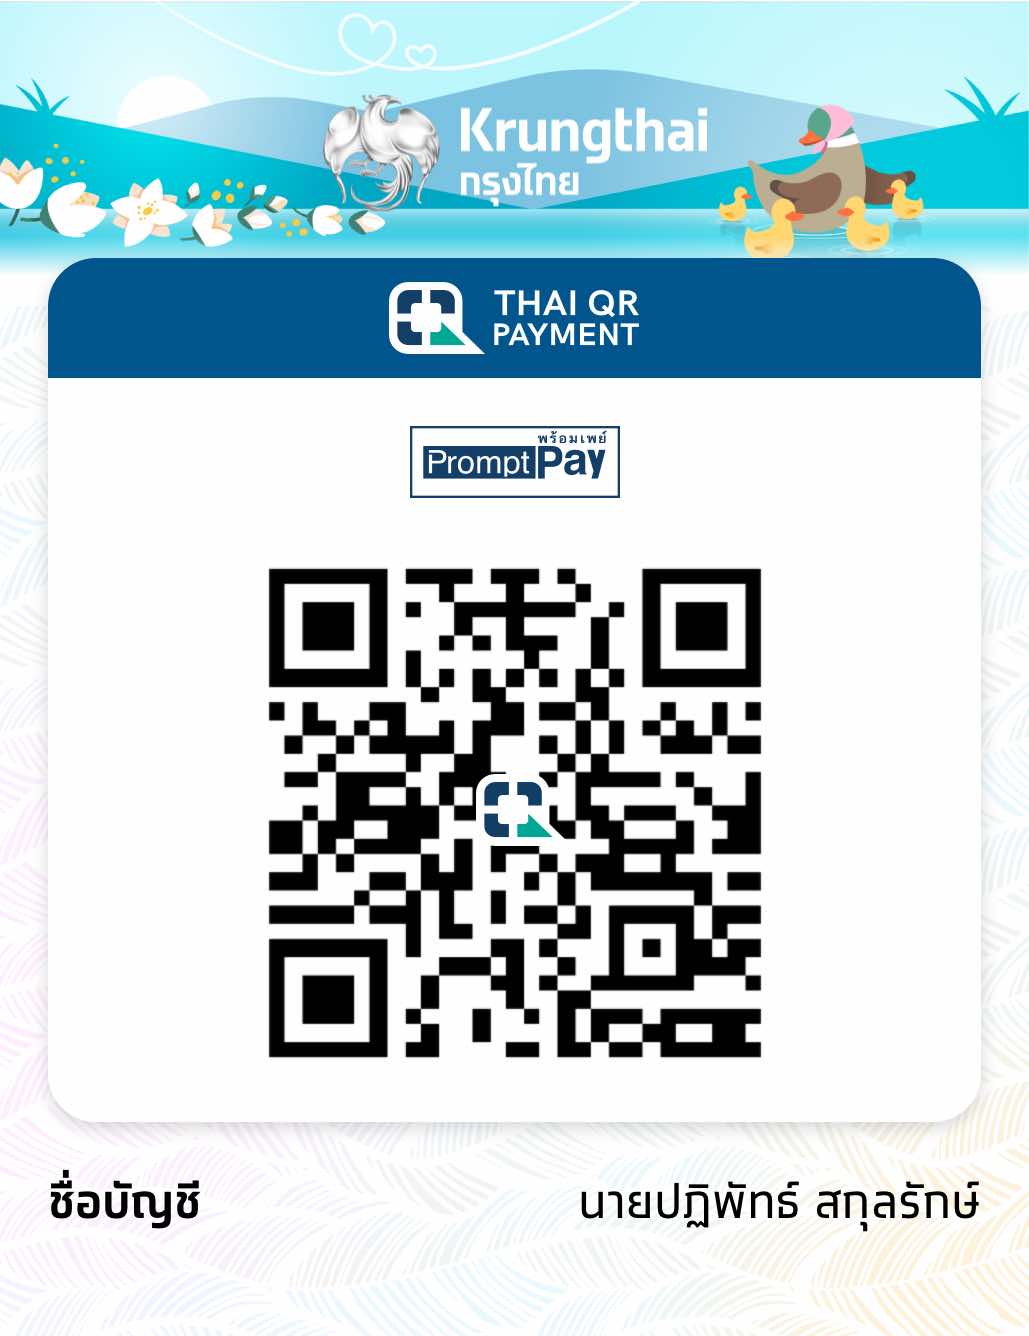 Krungthai
กรุงไทย
THAI QR
PAYMENT
พร้อมเพย์
PromptPay
ชื่อบัญชี นายปฏิพัทธ์ สกุลรักษ์